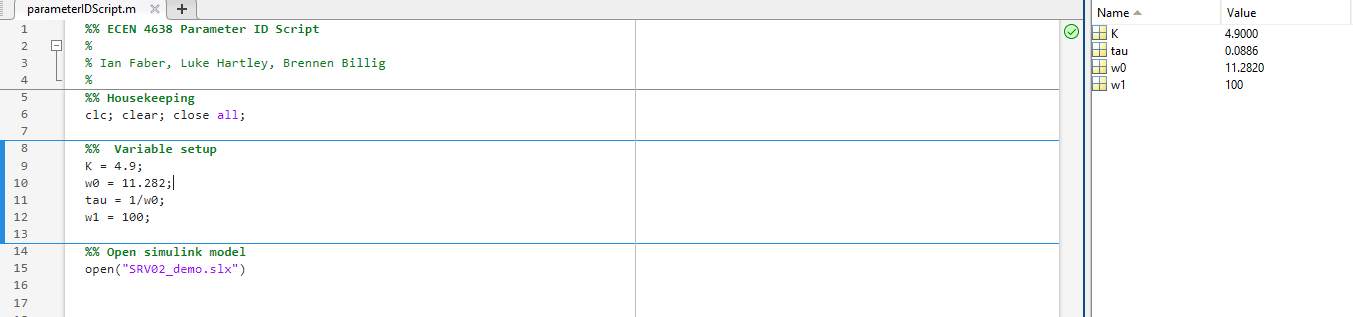 parameterIDScript.m × +
1 %% ECEN 4638 Parameter ID Script
2 %
3 % Ian Faber, Luke Hartley, Brennen Billig
4 %
5 %% Housekeeping
6 clc; clear; close all;
7
8 %%  Variable setup
9 K = 4.9;
10 w0 = 11.282;
11 tau = 1/w0;
12 w1 = 100;
13
14 %% Open simulink model
15 open("SRV02_demo.slx")
16
17
Name Value
K 4.9000
tau 0.0886
w0 11.2820
w1 100